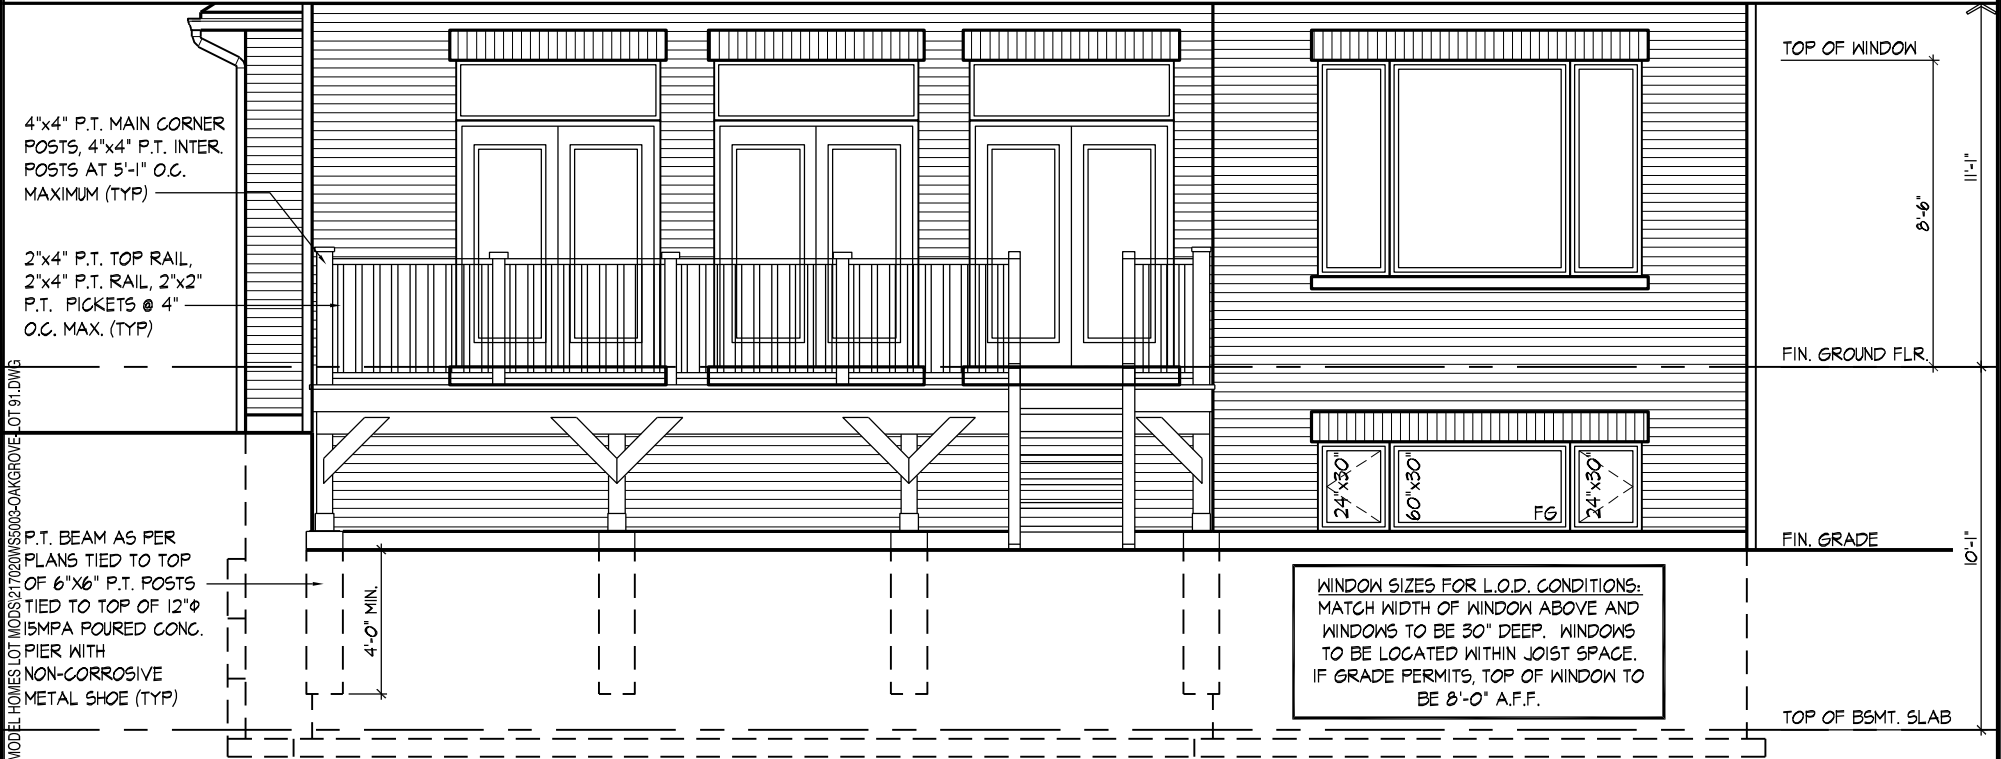 4"x4" P.T. MAIN CORNER
POSTS, 4"x4" P.T. INTER.
POSTS AT 5'-1" O.C.
MAXIMUM (TYP)
2"x4" P.T. TOP RAIL,
2"x4" P.T. RAIL, 2"x2"
P.T. PICKETS @ 4"
O.C. MAX. (TYP)
MODEL HOMES LOT MODS\217020\WS5003-OAKGROVE-LOT 91.DWG
P.T. BEAM AS PER
PLANS TIED TO TOP
OF 6"X6" P.T. POSTS
TIED TO TOP OF 12"Φ
15MPA POURED CONC.
PIER WITH
NON-CORROSIVE
METAL SHOE (TYP)
4'-0" MIN.
24"x30"
60"x30"
FG
24"x30"
WINDOW SIZES FOR L.O.D. CONDITIONS:
MATCH WIDTH OF WINDOW ABOVE AND
WINDOWS TO BE 30" DEEP. WINDOWS
TO BE LOCATED WITHIN JOIST SPACE.
IF GRADE PERMITS, TOP OF WINDOW TO
BE 8'-0" A.F.F.
TOP OF WINDOW
8'-6"
11'-1"
FIN. GROUND FLR.
FIN. GRADE
10'-1"
TOP OF BSMT. SLAB